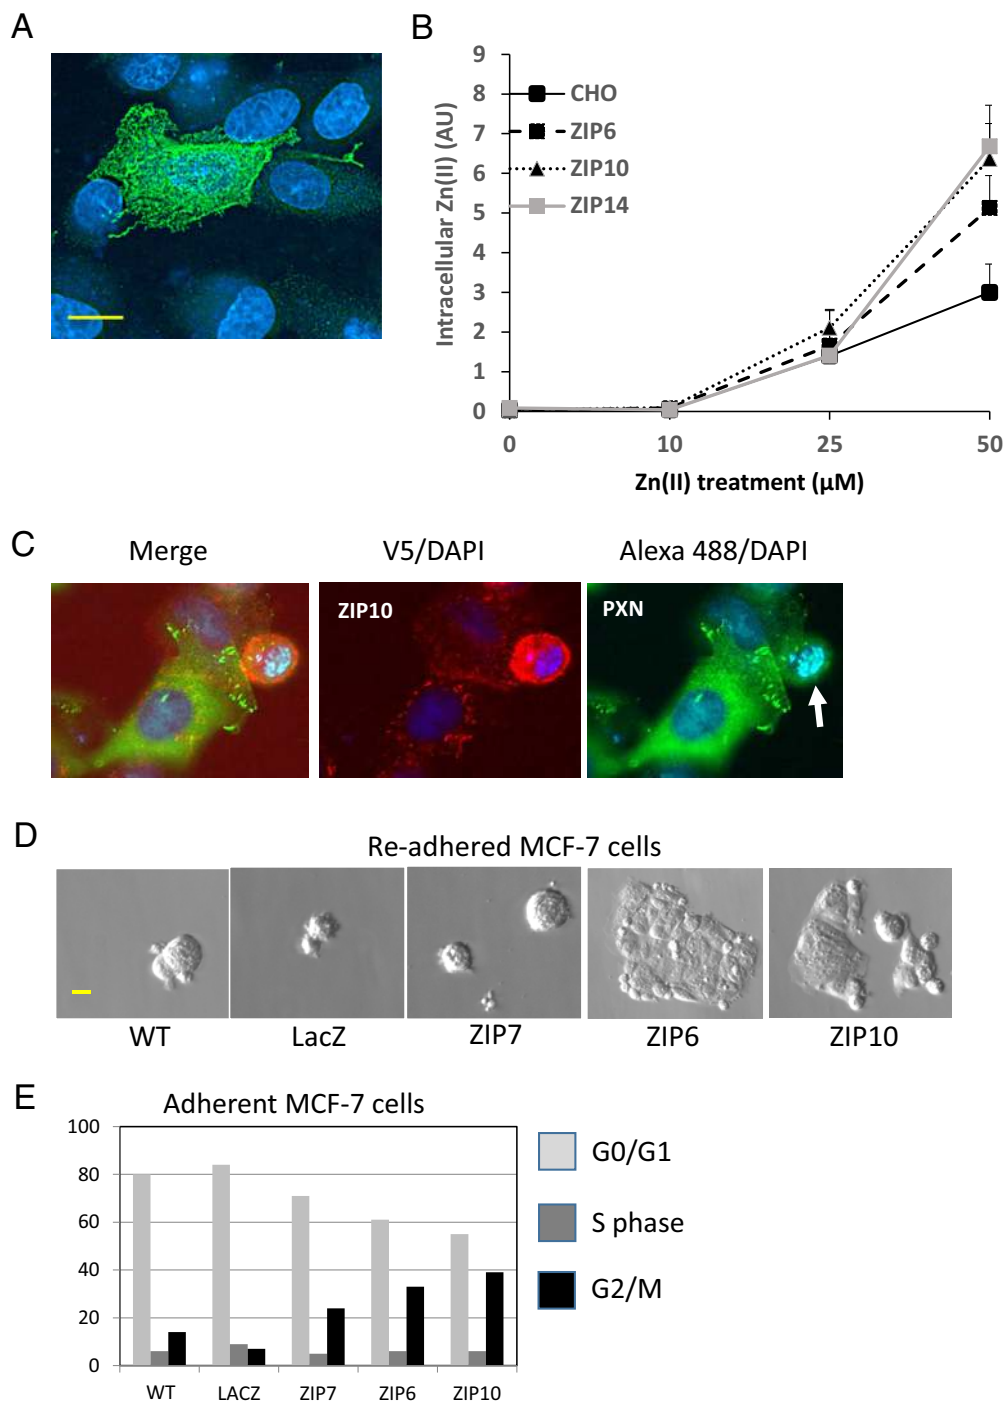 A
B
9
8
7
6
5
4
3
2
1
0
Intracellular Zn(II) (AU)
CHO
ZIP6
ZIP10
ZIP14
0 10 25 50
Zn(II) treatment (µM)
C
Merge V5/DAPI Alexa 488/DAPI
ZIP10 PXN
D
Re-adhered MCF-7 cells
WT LacZ ZIP7 ZIP6 ZIP10
E
Adherent MCF-7 cells
100
80
60
40
20
0
WT LACZ ZIP7 ZIP6 ZIP10
G0/G1
S phase
G2/M